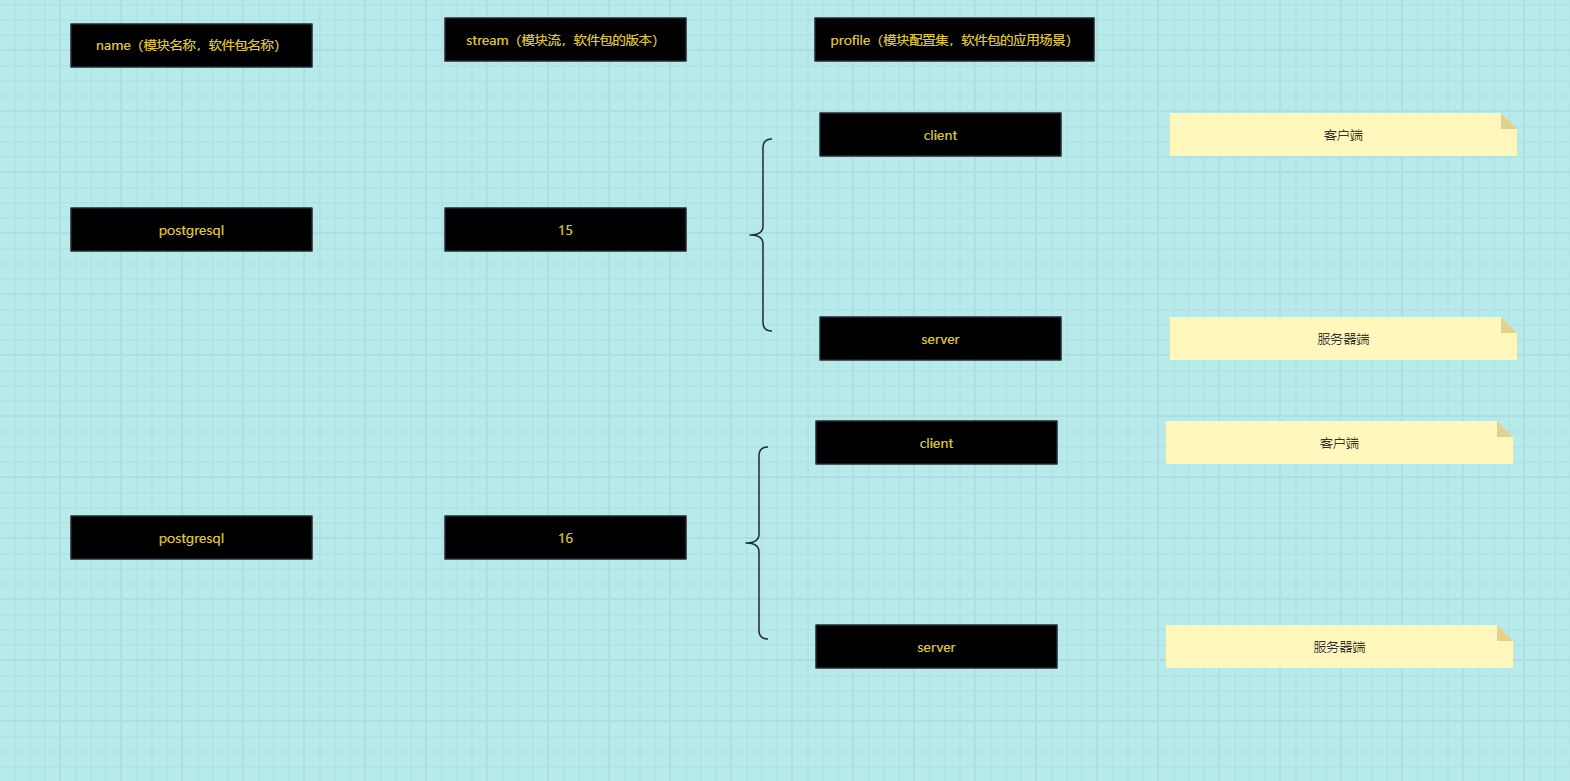 name（模块名称，软件包名称）
stream（模块流，软件包的版本）
profile（模块配置集，软件包的应用场景）
client
客户端
postgresql
15
server
服务器端
client
客户端
postgresql
16
server
服务器端